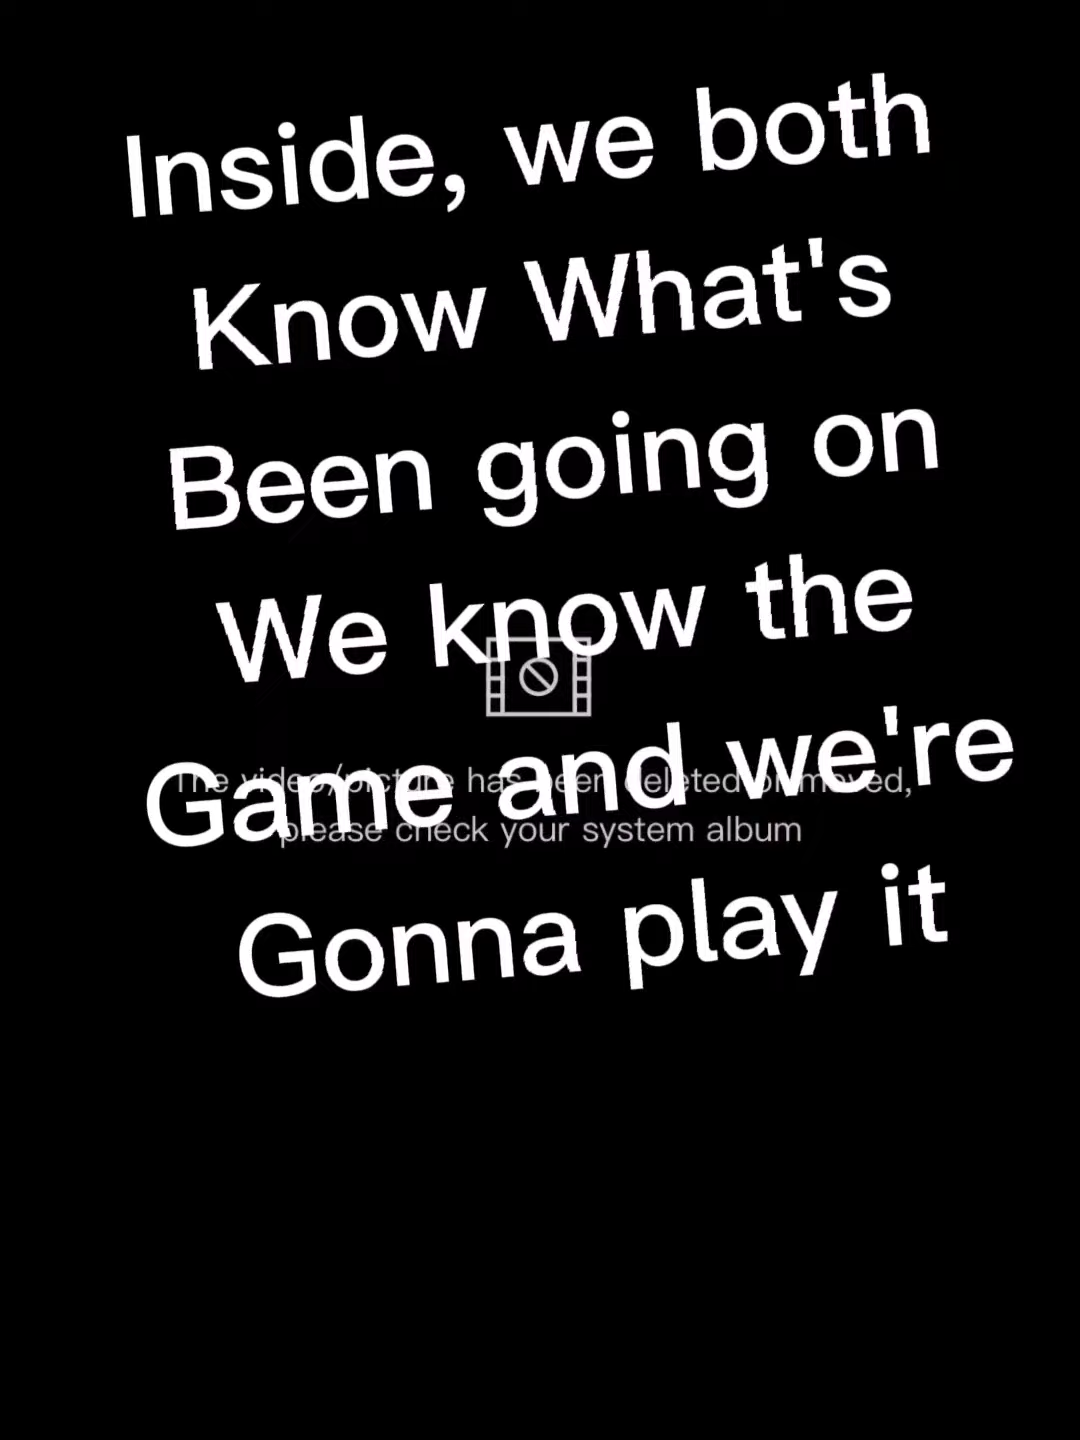 Inside, we both
Know What's
Been going on
We know the
Game and we're
Gonna play it
The video/picture has been deleted or moved,
please check your system album